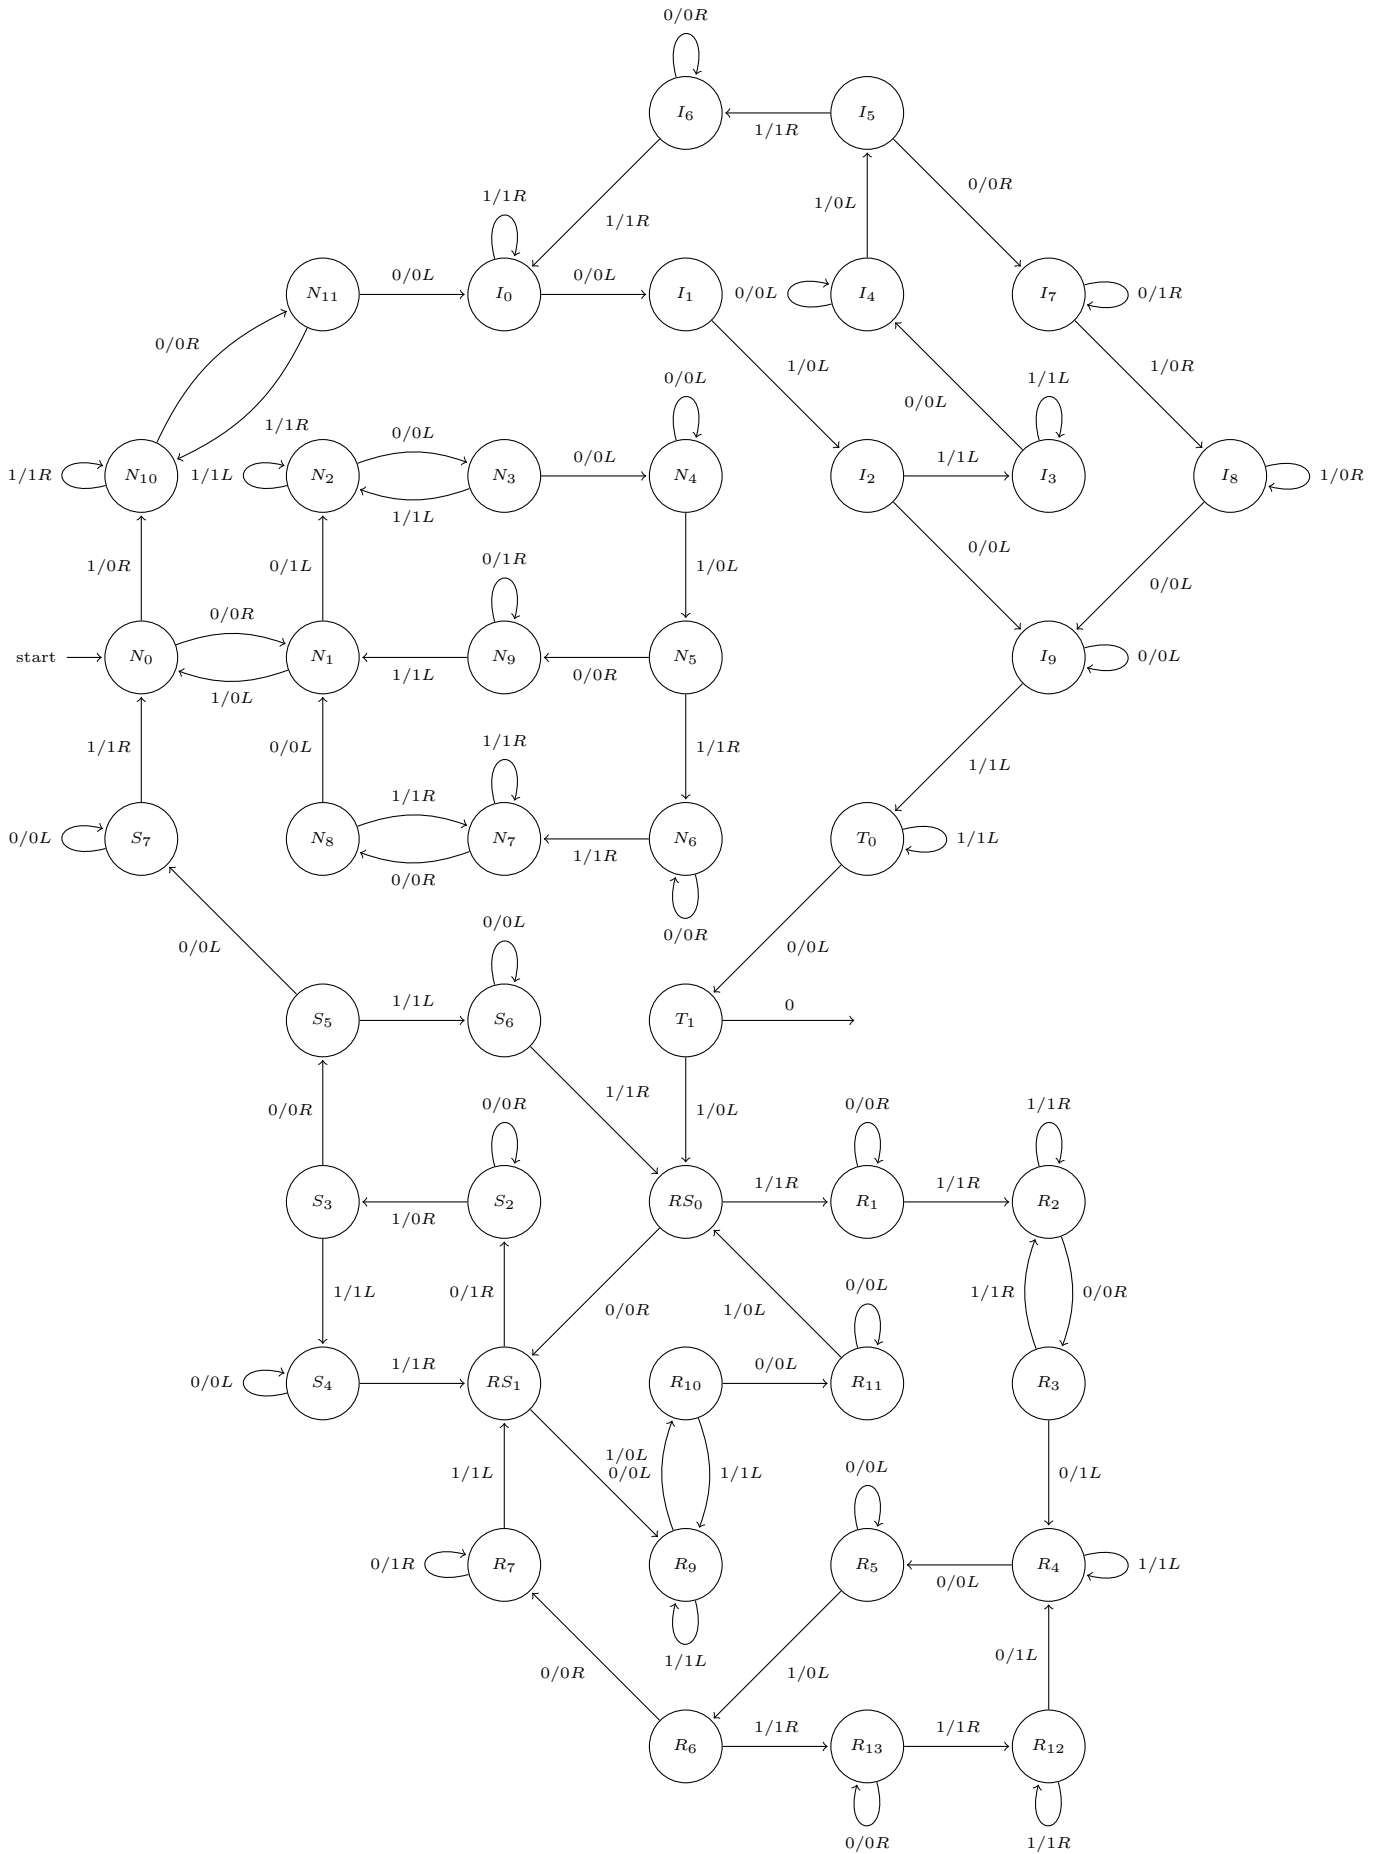 0/0R
I₆
I₅
1/1R
0/0R
1/1R
1/0L
1/1R
N₁₁
0/0L
I₀
0/0L
I₁
0/0L
I₄
I₇
0/1R
0/0R
1/0L
1/0R
0/0L
1/1L
0/0L
1/1R
0/0L
1/1R
N₁₀
1/1L
N₂
N₃
0/0L
N₄
I₂
1/1L
I₃
I₈
1/0R
1/1L
0/0L
0/1R
1/0R
0/1L
1/0L
0/0L
0/0R
start
N₀
N₁
1/1L
N₉
0/0R
N₅
I₉
0/0L
1/0L
1/1R
1/1R
0/0L
1/1R
1/1L
1/1R
0/0L
S₇
N₈
N₇
1/1R
N₆
T₀
1/1L
0/0R
0/0L
0/0R
0/0L
0/0L
1/1L
0
S₅
S₆
T₁
1/1R
0/0R
0/0R
1/0L
0/0R
1/1R
S₃
1/0R
S₂
RS₀
1/1R
R₁
1/1R
R₂
0/0L
1/1L
0/1R
0/0R
1/0L
1/1R
0/0R
0/0L
S₄
1/1R
RS₁
R₁₀
0/0L
R₁₁
R₃
1/0L
0/0L
1/1L
1/1L
0/0L
0/1L
0/1R
R₇
R₉
R₅
0/0L
R₄
1/1L
1/1L
0/0R
1/0L
0/1L
R₆
1/1R
R₁₃
1/1R
R₁₂
0/0R
1/1R